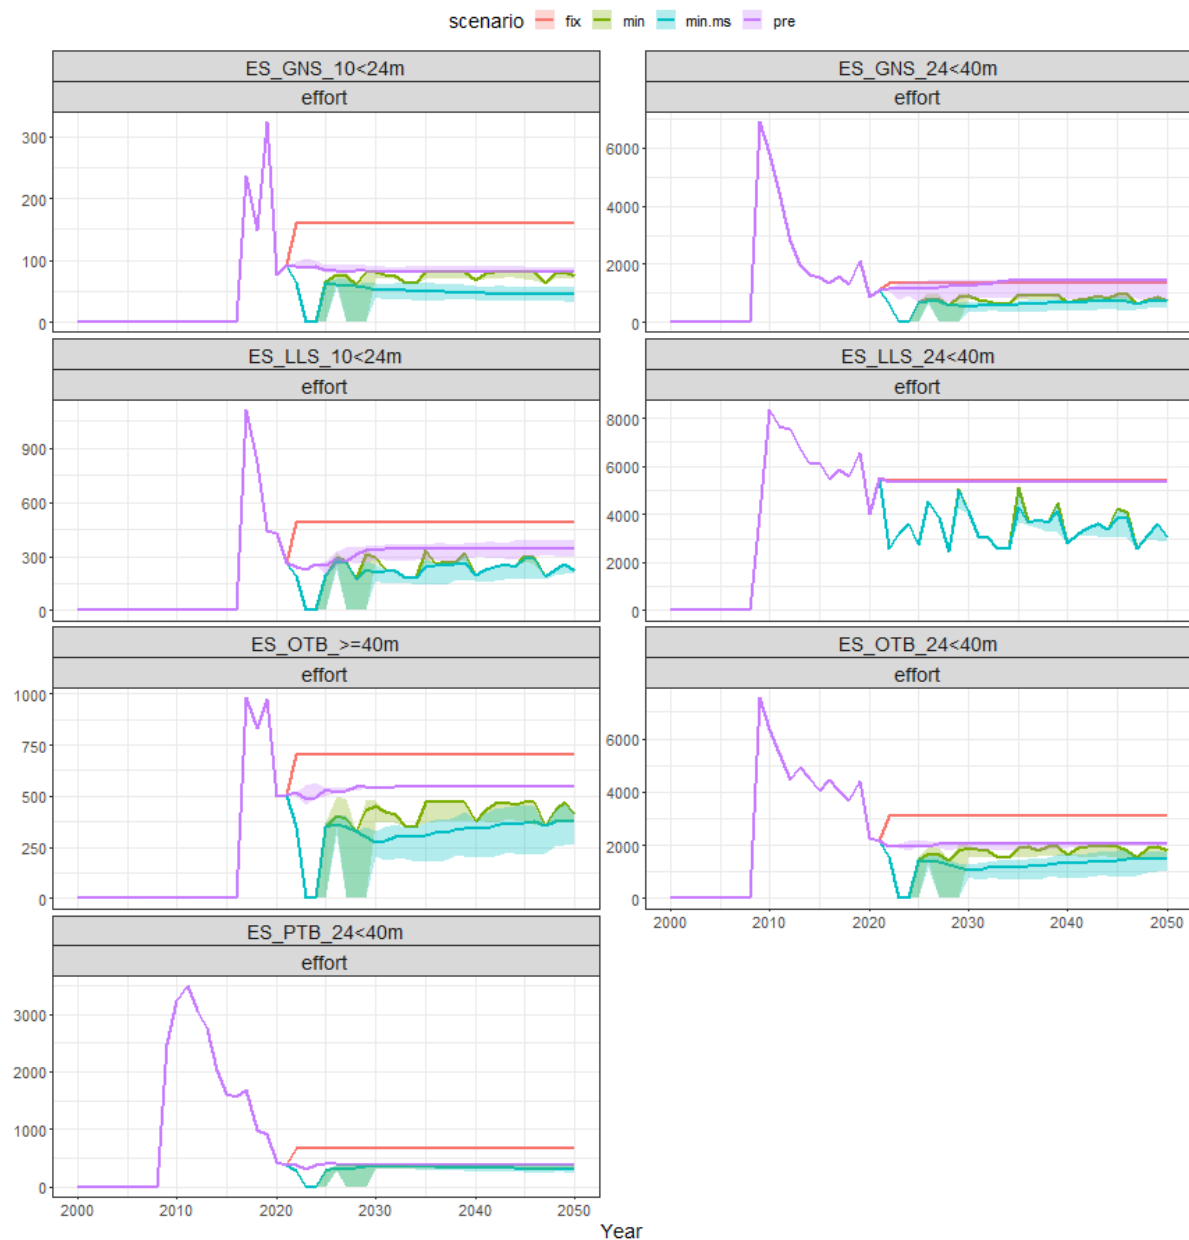 scenario fix min min.ms pre
ES_GNS_10<24m
effort
300
200
100
0
ES_GNS_24<40m
effort
6000
4000
2000
0
ES_LLS_10<24m
effort
900
600
300
0
ES_LLS_24<40m
effort
8000
6000
4000
2000
0
ES_OTB_>=40m
effort
1000
750
500
250
0
ES_OTB_24<40m
effort
6000
4000
2000
0
2000 2010 2020 2030 2040 2050
ES_PTB_24<40m
effort
3000
2000
1000
0
2000 2010 2020 2030 2040 2050
Year